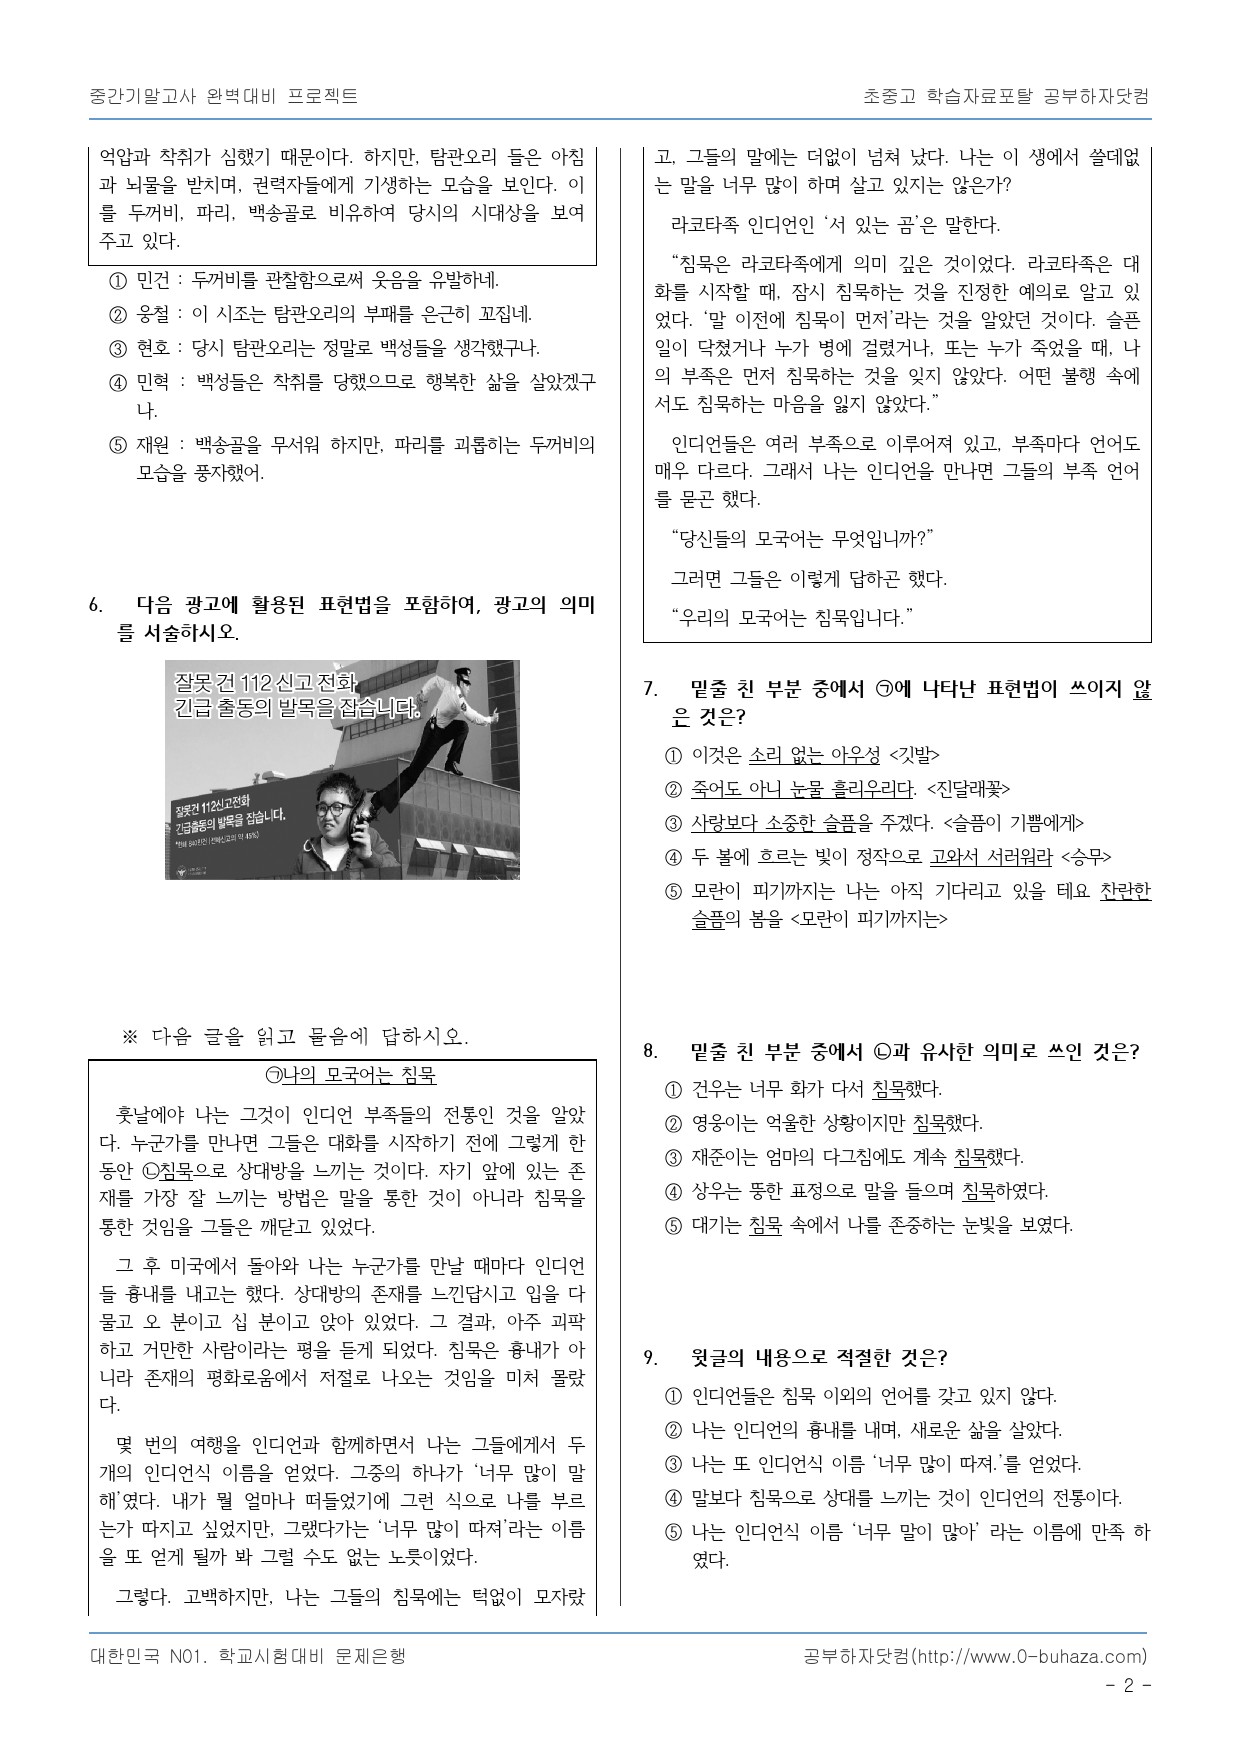 중간기말고사 완벽대비 프로젝트
초중고 학습자료포탈 공부하자닷컴
억압과 착취가 심했기 때문이다. 하지만, 탐관오리 들은 아침
과 뇌물을 받치며, 권력자들에게 기생하는 모습을 보인다. 이
를 두꺼비, 파리, 백송골로 비유하여 당시의 시대상을 보여
주고 있다.
① 민건 : 두꺼비를 관찰함으로써 웃음을 유발하네.
② 웅철 : 이 시조는 탐관오리의 부패를 은근히 꼬집네.
③ 현호 : 당시 탐관오리는 정말로 백성들을 생각했구나.
④ 민혁 : 백성들은 착취를 당했으므로 행복한 삶을 살았겠구
나.
⑤ 재원 : 백송골을 무서워 하지만, 파리를 괴롭히는 두꺼비의
모습을 풍자했어.
6. 다음 광고에 활용된 표현법을 포함하여, 광고의 의미
를 서술하시오.
잘못 건 112 신고 전화
긴급 출동의 발목을 잡습니다.
잘못건 112신고전화
긴급출동의 발목을 잡습니다.
※ 다음 글을 읽고 물음에 답하시오.
㉠나의 모국어는 침묵
훗날에야 나는 그것이 인디언 부족들의 전통인 것을 알았
다. 누군가를 만나면 그들은 대화를 시작하기 전에 그렇게 한
동안 ㉡침묵으로 상대방을 느끼는 것이다. 자기 앞에 있는 존
재를 가장 잘 느끼는 방법은 말을 통한 것이 아니라 침묵을
통한 것임을 그들은 깨닫고 있었다.
그 후 미국에서 돌아와 나는 누군가를 만날 때마다 인디언
들 흉내를 내고는 했다. 상대방의 존재를 느낀답시고 입을 다
물고 오 분이고 십 분이고 앉아 있었다. 그 결과, 아주 괴팍
하고 거만한 사람이라는 평을 듣게 되었다. 침묵은 흉내가 아
니라 존재의 평화로움에서 저절로 나오는 것임을 미처 몰랐
다.
몇 번의 여행을 인디언과 함께하면서 나는 그들에게서 두
개의 인디언식 이름을 얻었다. 그중의 하나가 ‘너무 많이 말
해’였다. 내가 뭘 얼마나 떠들었기에 그런 식으로 나를 부르
는가 따지고 싶었지만, 그랬다가는 ‘너무 많이 따져’라는 이름
을 또 얻게 될까 봐 그럴 수도 없는 노릇이었다.
그렇다. 고백하지만, 나는 그들의 침묵에는 턱없이 모자랐
고, 그들의 말에는 더없이 넘쳐 났다. 나는 이 생에서 쓸데없
는 말을 너무 많이 하며 살고 있지는 않은가?
라코타족 인디언인 ‘서 있는 곰’은 말한다.
“침묵은 라코타족에게 의미 깊은 것이었다. 라코타족은 대
화를 시작할 때, 잠시 침묵하는 것을 진정한 예의로 알고 있
었다. ‘말 이전에 침묵이 먼저’라는 것을 알았던 것이다. 슬픈
일이 닥쳤거나 누가 병에 걸렸거나, 또는 누가 죽었을 때, 나
의 부족은 먼저 침묵하는 것을 잊지 않았다. 어떤 불행 속에
서도 침묵하는 마음을 잃지 않았다.”
인디언들은 여러 부족으로 이루어져 있고, 부족마다 언어도
매우 다르다. 그래서 나는 인디언을 만나면 그들의 부족 언어
를 묻곤 했다.
“당신들의 모국어는 무엇입니까?”
그러면 그들은 이렇게 답하곤 했다.
“우리의 모국어는 침묵입니다.”
7. 밑줄 친 부분 중에서 ㉠에 나타난 표현법이 쓰이지 않
은 것은?
① 이것은 소리 없는 아우성 <깃발>
② 죽어도 아니 눈물 흘리우리다. <진달래꽃>
③ 사랑보다 소중한 슬픔을 주겠다. <슬픔이 기쁨에게>
④ 두 볼에 흐르는 빛이 정작으로 고와서 서러워라 <승무>
⑤ 모란이 피기까지는 나는 아직 기다리고 있을 테요 찬란한
슬픔의 봄을 <모란이 피기까지는>
8. 밑줄 친 부분 중에서 ㉡과 유사한 의미로 쓰인 것은?
① 건우는 너무 화가 다서 침묵했다.
② 영웅이는 억울한 상황이지만 침묵했다.
③ 재준이는 엄마의 다그침에도 계속 침묵했다.
④ 상우는 뚱한 표정으로 말을 들으며 침묵하였다.
⑤ 대기는 침묵 속에서 나를 존중하는 눈빛을 보였다.
9. 윗글의 내용으로 적절한 것은?
① 인디언들은 침묵 이외의 언어를 갖고 있지 않다.
② 나는 인디언의 흉내를 내며, 새로운 삶을 살았다.
③ 나는 또 인디언식 이름 ‘너무 많이 따져.’를 얻었다.
④ 말보다 침묵으로 상대를 느끼는 것이 인디언의 전통이다.
⑤ 나는 인디언식 이름 ‘너무 말이 많아’ 라는 이름에 만족 하
였다.
대한민국 N01. 학교시험대비 문제은행
공부하자닷컴(http://www.0-buhaza.com)
- 2 -